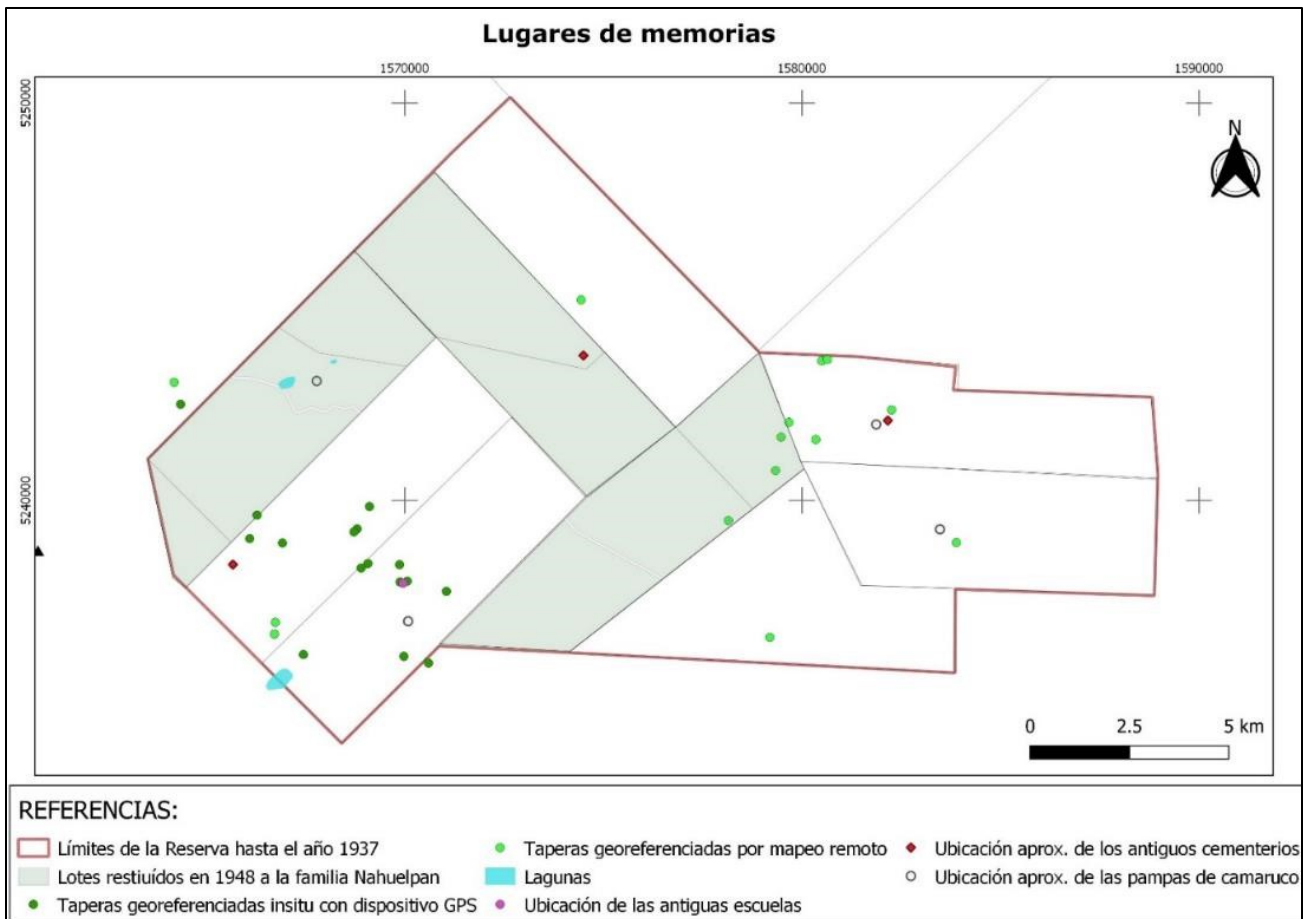 Lugares de memorias
1570000 1580000 1590000
5250000
N
5240000
0 2.5 5 km
REFERENCIAS:
Límites de la Reserva hasta el año 1937
Lotes restiuídos en 1948 a la familia Nahuelpan
Taperas georeferenciadas insitu con dispositivo GPS
Taperas georeferenciadas por mapeo remoto
Lagunas
Ubicación de las antiguas escuelas
Ubicación aprox. de los antiguos cementerios
Ubicación aprox. de las pampas de camaruco